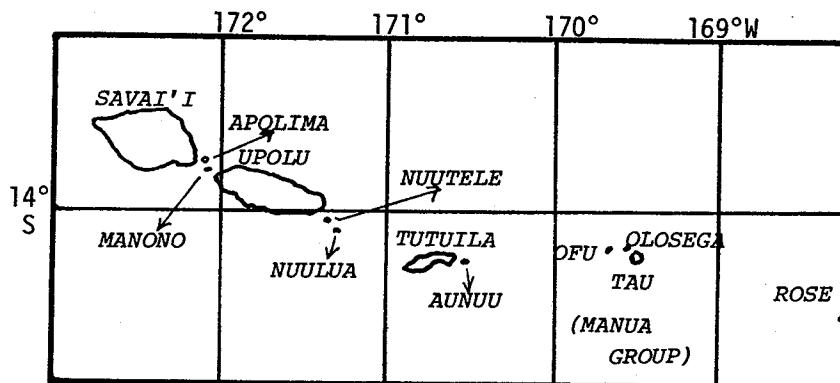 172° 171° 170° 169°W
SAVAI'I
APOLIMA
UPOLU
NUUTELE
14°
S
MANONO
TUTUILA
OFU OLOSEGA
NUULUA
TAU
AUNUU
ROSE
(MANUA
GROUP)